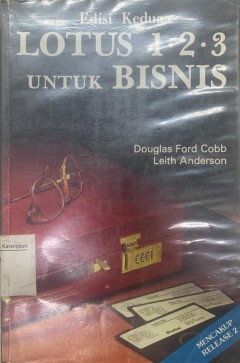 Edisi Kedua
LOTUS 1·2·3
UNTUK BISNIS
Douglas Ford Cobb
Leith Anderson
MENCAKUP
RELEASE 2